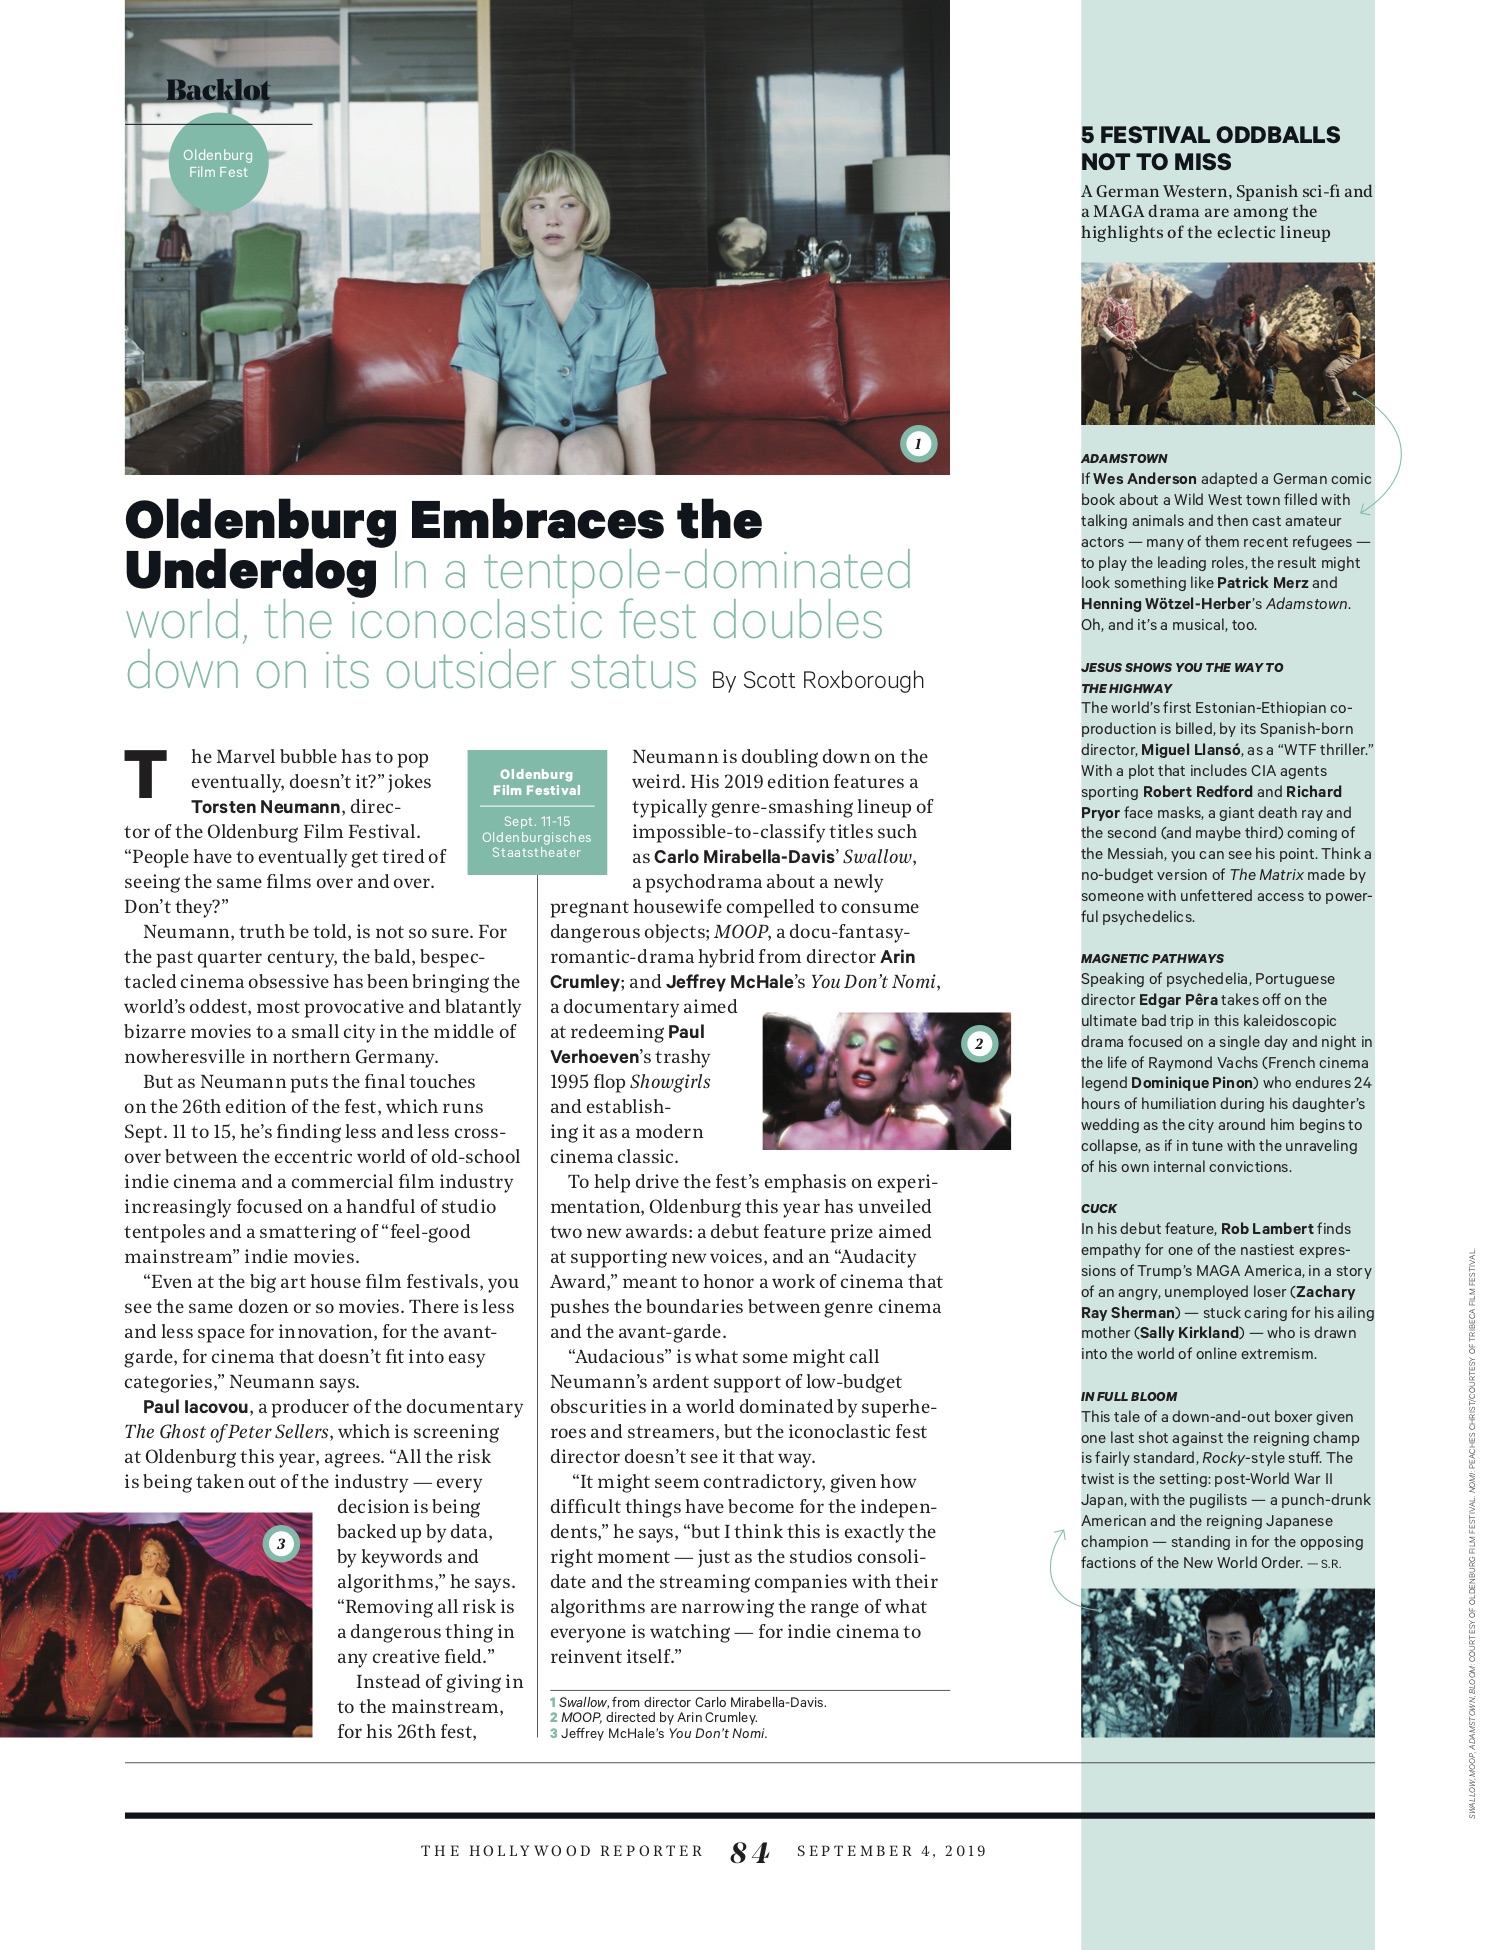 Backlot
Oldenburg
Film Fest
1
Oldenburg Embraces the
Underdog In a tentpole-dominated
world, the iconoclastic fest doubles
down on its outsider status By Scott Roxborough
The Marvel bubble has to pop
eventually, doesn't it?” jokes
Torsten Neumann, direc-
tor of the Oldenburg Film Festival.
“People have to eventually get tired of
seeing the same films over and over.
Don't they?”
Neumann, truth be told, is not so sure. For
the past quarter century, the bald, bespec-
tacled cinema obsessive has been bringing the
world's oddest, most provocative and blatantly
bizarre movies to a small city in the middle of
nowheresville in northern Germany.
But as Neumann puts the final touches
on the 26th edition of the fest, which runs
Sept. 11 to 15, he's finding less and less cross-
over between the eccentric world of old-school
indie cinema and a commercial film industry
increasingly focused on a handful of studio
tentpoles and a smattering of “feel-good
mainstream” indie movies.
“Even at the big art house film festivals, you
see the same dozen or so movies. There is less
and less space for innovation, for the avant-
garde, for cinema that doesn't fit into easy
categories,” Neumann says.
Paul Iacovou, a producer of the documentary
The Ghost of Peter Sellers, which is screening
at Oldenburg this year, agrees. “All the risk
is being taken out of the industry — every
decision is being
backed up by data,
by keywords and
algorithms,” he says.
“Removing all risk is
a dangerous thing in
any creative field.”
Instead of giving in
to the mainstream,
for his 26th fest,
3
Oldenburg
Film Festival
Sept. 11-15
Oldenburgisches
Staatstheater
Neumann is doubling down on the
weird. His 2019 edition features a
typically genre-smashing lineup of
impossible-to-classify titles such
as Carlo Mirabella-Davis' Swallow,
a psychodrama about a newly
pregnant housewife compelled to consume
dangerous objects; MOOP, a docu-fantasy-
romantic-drama hybrid from director Arin
Crumley; and Jeffrey McHale's You Don't Nomi,
a documentary aimed
at redeeming Paul
Verhoeven's trashy
1995 flop Showgirls
and establish-
ing it as a modern
cinema classic.
2
To help drive the fest's emphasis on experi-
mentation, Oldenburg this year has unveiled
two new awards: a debut feature prize aimed
at supporting new voices, and an “Audacity
Award,” meant to honor a work of cinema that
pushes the boundaries between genre cinema
and the avant-garde.
“Audacious” is what some might call
Neumann's ardent support of low-budget
obscurities in a world dominated by superhe-
roes and streamers, but the iconoclastic fest
director doesn't see it that way.
“It might seem contradictory, given how
difficult things have become for the indepen-
dents,” he says, “but I think this is exactly the
right moment — just as the studios consoli-
date and the streaming companies with their
algorithms are narrowing the range of what
everyone is watching — for indie cinema to
reinvent itself.”
1 Swallow, from director Carlo Mirabella-Davis.
2 MOOP, directed by Arin Crumley.
3 Jeffrey McHale's You Don't Nomi.
5 FESTIVAL ODDBALLS
NOT TO MISS
A German Western, Spanish sci-fi and
a MAGA drama are among the
highlights of the eclectic lineup
ADAMSTOWN
If Wes Anderson adapted a German comic
book about a Wild West town filled with
talking animals and then cast amateur
actors — many of them recent refugees —
to play the leading roles, the result might
look something like Patrick Merz and
Henning Wötzel-Herber's Adamstown.
Oh, and it's a musical, too.
JESUS SHOWS YOU THE WAY TO
THE HIGHWAY
The world's first Estonian-Ethiopian co-
production is billed, by its Spanish-born
director, Miguel Llansó, as a “WTF thriller.”
With a plot that includes CIA agents
sporting Robert Redford and Richard
Pryor face masks, a giant death ray and
the second (and maybe third) coming of
the Messiah, you can see his point. Think a
no-budget version of The Matrix made by
someone with unfettered access to power-
ful psychedelics.
MAGNETIC PATHWAYS
Speaking of psychedelia, Portuguese
director Edgar Pêra takes off on the
ultimate bad trip in this kaleidoscopic
drama focused on a single day and night in
the life of Raymond Vachs (French cinema
legend Dominique Pinon) who endures 24
hours of humiliation during his daughter's
wedding as the city around him begins to
collapse, as if in tune with the unraveling
of his own internal convictions.
CUCK
In his debut feature, Rob Lambert finds
empathy for one of the nastiest expres-
sions of Trump's MAGA America, in a story
of an angry, unemployed loser (Zachary
Ray Sherman) — stuck caring for his ailing
mother (Sally Kirkland) — who is drawn
into the world of online extremism.
IN FULL BLOOM
This tale of a down-and-out boxer given
one last shot against the reigning champ
is fairly standard, Rocky-style stuff. The
twist is the setting: post-World War II
Japan, with the pugilists — a punch-drunk
American and the reigning Japanese
champion — standing in for the opposing
factions of the New World Order. — S.R.
SWALLOW, MOOP, ADAMSTOWN, BLOOM: COURTESY OF OLDENBURG FILM FESTIVAL. NOMI: PEACHES CHRIST/COURTESY OF TRIBECA FILM FESTIVAL
THE HOLLYWOOD REPORTER 84 SEPTEMBER 4, 2019